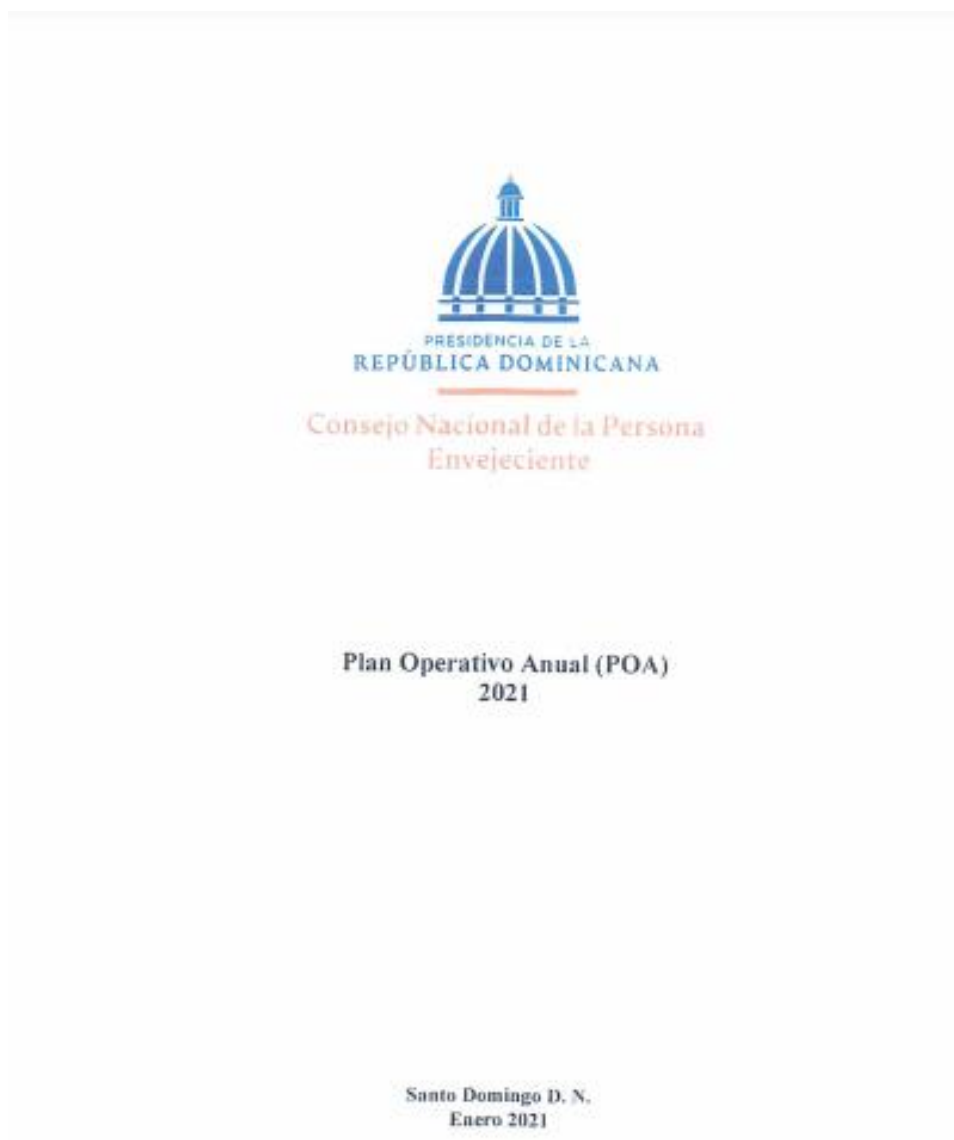 PRESIDENCIA DE LA
REPÚBLICA DOMINICANA
Consejo Nacional de la Persona
Envejeciente
Plan Operativo Anual (POA)
2021
Santo Domingo D. N.
Enero 2021